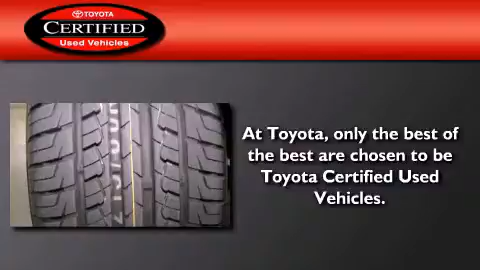 TOYOTA
CERTIFIED
Used Vehicles
At Toyota, only the best of
the best are chosen to be
Toyota Certified Used
Vehicles.